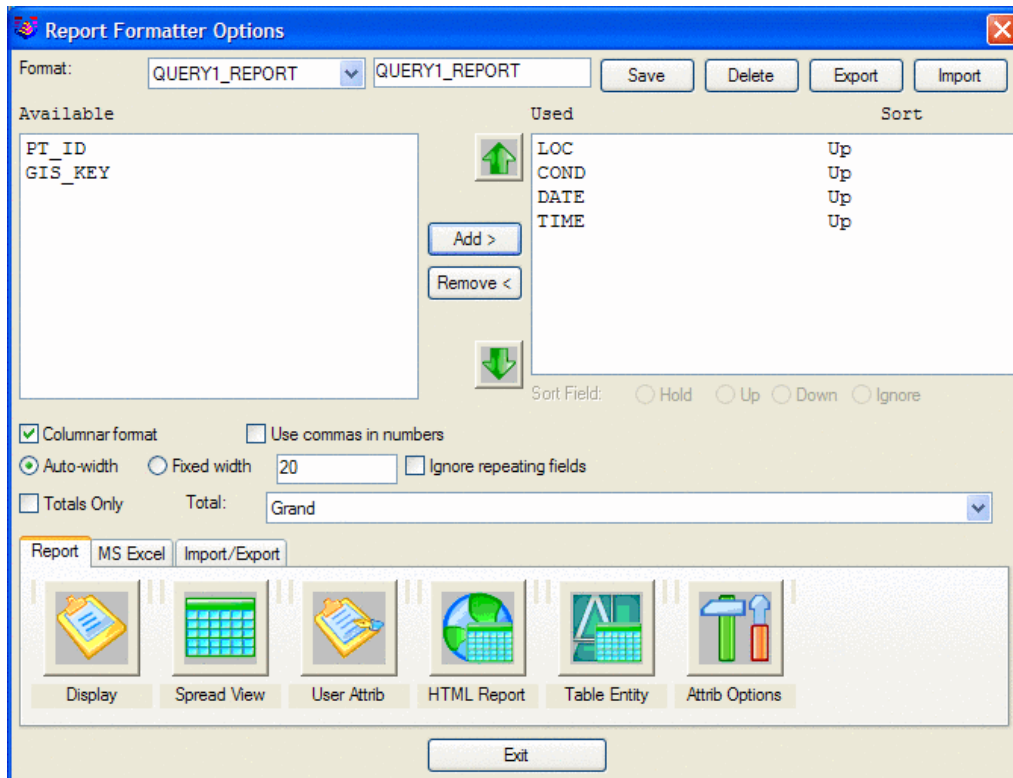 Report Formatter Options
Format: QUERY1_REPORT QUERY1_REPORT Save Delete Export Import
Available Used Sort
PT_ID LOC Up
GIS_KEY COND Up
DATE Up
TIME Up
Add >
Remove <
Sort Field: Hold Up Down Ignore
Columnar format Use commas in numbers
Auto-width Fixed width 20 Ignore repeating fields
Totals Only Total: Grand
Report MS Excel Import/Export
Display Spread View User Attrib HTML Report Table Entity Attrib Options
Exit